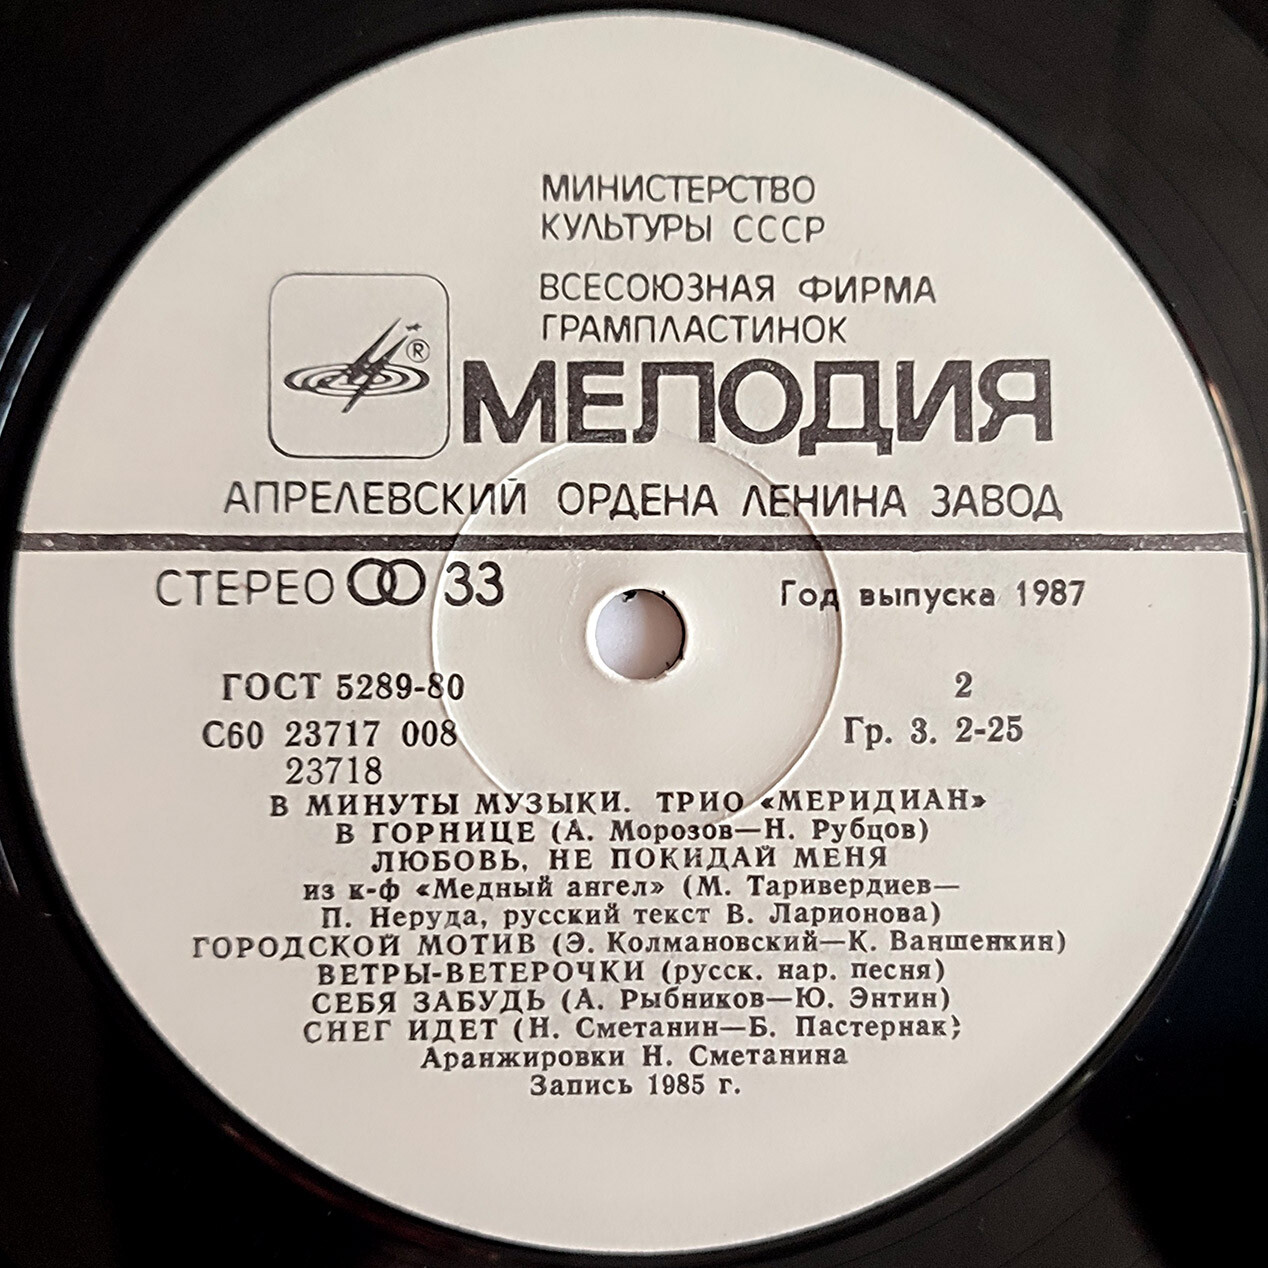 МИНИСТЕРСТВО
КУЛЬТУРЫ СССР
ВСЕСОЮЗНАЯ ФИРМА
ГРАМПЛАСТИНОК
®
МЕЛОДИЯ
АПРЕЛЕВСКИЙ ОРДЕНА ЛЕНИНА ЗАВОД
СТЕРЕО 33 Год выпуска 1987
ГОСТ 5289-80 2
С60 23717 008 Гр. 3. 2-25
23718
В МИНУТЫ МУЗЫКИ. ТРИО «МЕРИДИАН»
В ГОРНИЦЕ (А. Морозов—Н. Рубцов)
ЛЮБОВЬ, НЕ ПОКИДАЙ МЕНЯ
из к-ф «Медный ангел» (М. Таривердиев—
П. Неруда, русский текст В. Ларионова)
ГОРОДСКОЙ МОТИВ (Э. Колмановский—К. Ваншенкин)
ВЕТРЫ-ВЕТЕРОЧКИ (русск. нар. песня)
СЕБЯ ЗАБУДЬ (А. Рыбников—Ю. Энтин)
СНЕГ ИДЕТ (Н. Сметанин—Б. Пастернак)
Аранжировки Н. Сметанина
Запись 1985 г.